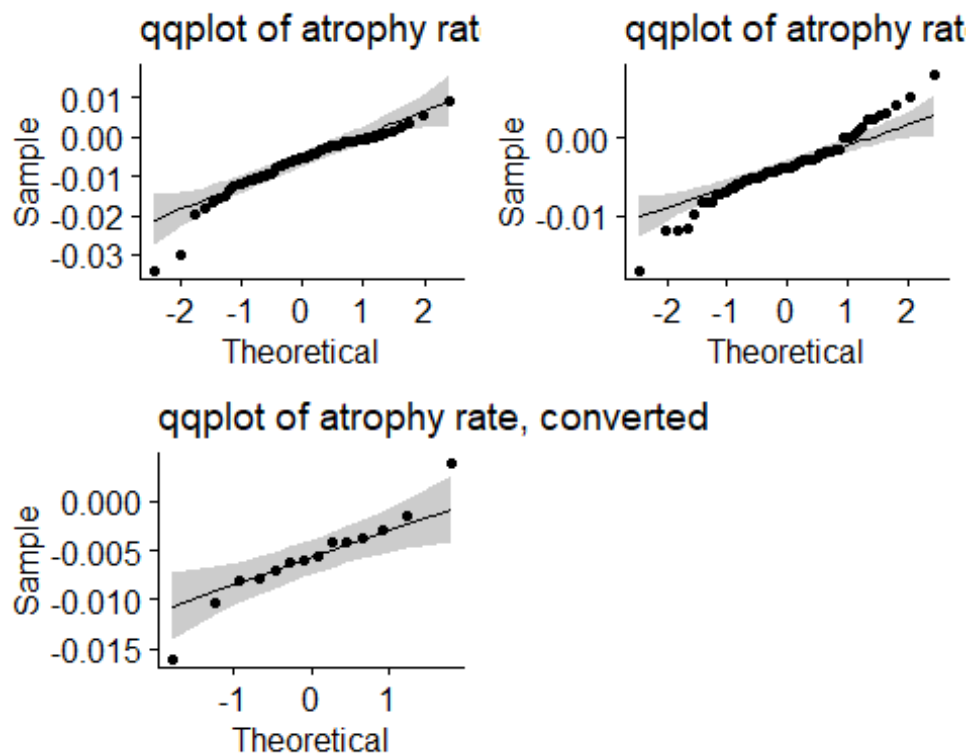 qqplot of atrophy rat
0.01
0.00
-0.01
-0.02
-0.03
Sample
-2 -1 0 1 2
Theoretical
qqplot of atrophy rat
0.00
-0.01
Sample
-2 -1 0 1 2
Theoretical
qqplot of atrophy rate, converted
0.000
-0.005
-0.010
-0.015
Sample
-1 0 1
Theoretical